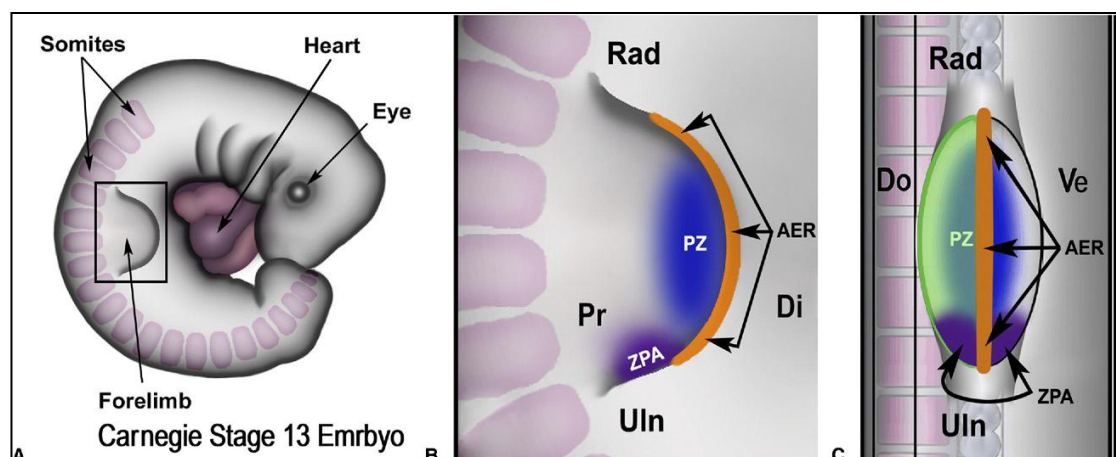 Somites
Heart
Eye
Forelimb
Carnegie Stage 13 Emrbyo
A
Rad
PZ
AER
Pr
Di
ZPA
Uln
B
Rad
Do
Ve
PZ
AER
ZPA
Uln
C